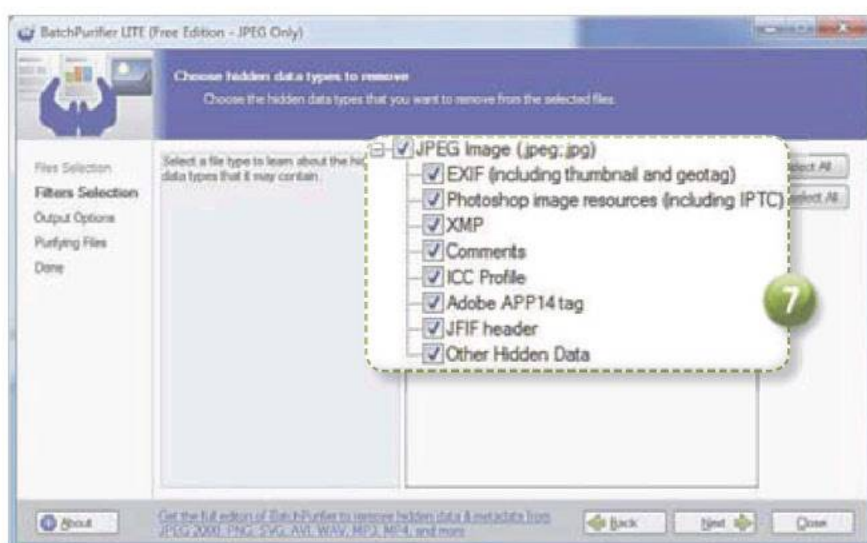 BatchPurifier LITE (Free Edition - JPEG Only)
Choose hidden data types to remove
Choose the hidden data types that you want to remove from the selected files.
Files Selection
Filters Selection
Output Options
Purifying Files
Done
Select a file type to learn about the
data types that it may contain.
JPEG Image (.jpeg;.jpg)
EXIF (including thumbnail and geotag)
Photoshop image resources (including IPTC)
XMP
Comments
ICC Profile
Adobe APP14 tag
JFIF header
Other Hidden Data
All
All
7
About
Get the full edition of BatchPurifier to remove hidden data & metadata from
JPEG 2000, PNG, SVG, AVI, WAV, MP3, MP4, and more
Back
Next
Close